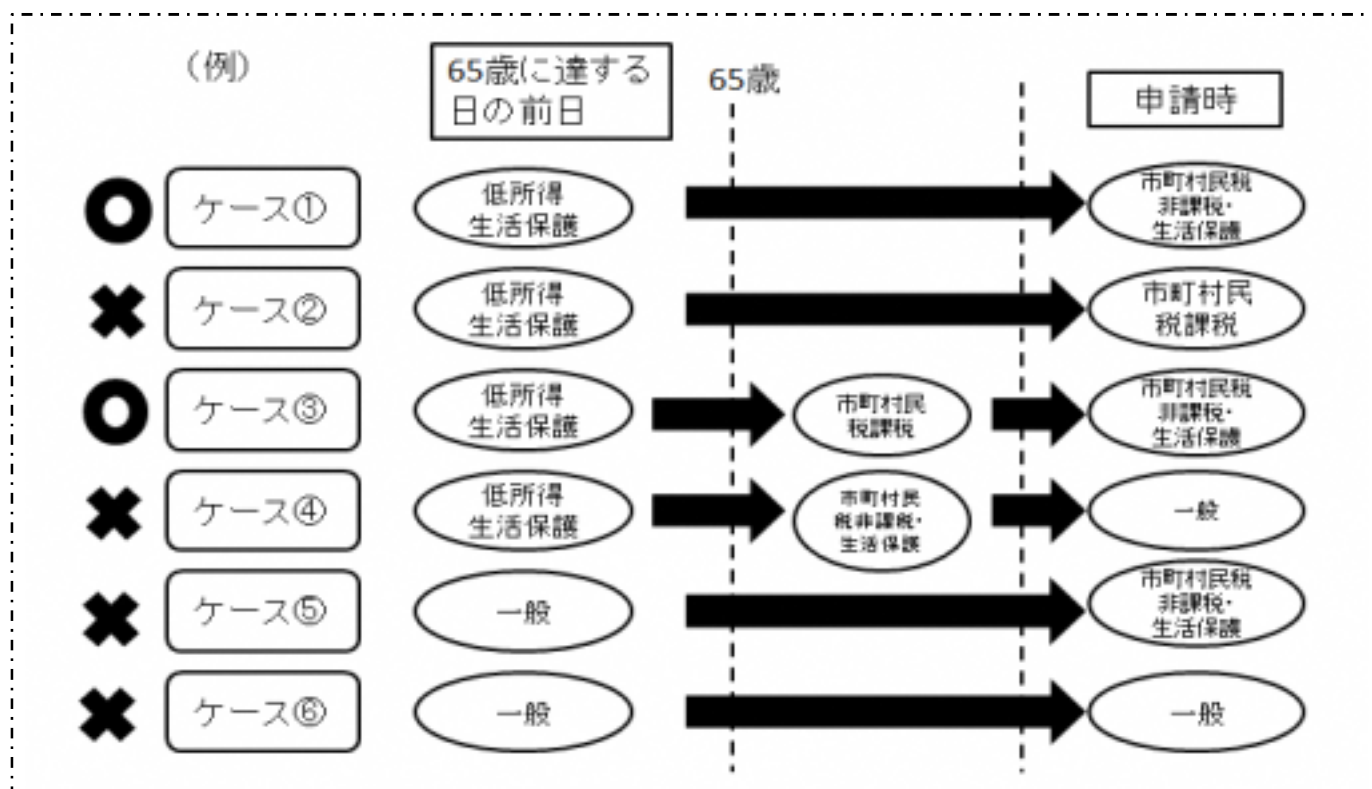 （例）
65歳に達する
日の前日
65歳
申請時
ケース①
低所得
生活保護
市町村民税
非課税・
生活保護
ケース②
低所得
生活保護
市町村民
税課税
ケース③
低所得
生活保護
市町村民
税課税
市町村民税
非課税・
生活保護
ケース④
低所得
生活保護
市町村民
税非課税・
生活保護
一般
ケース⑤
一般
市町村民税
非課税・
生活保護
ケース⑥
一般
一般